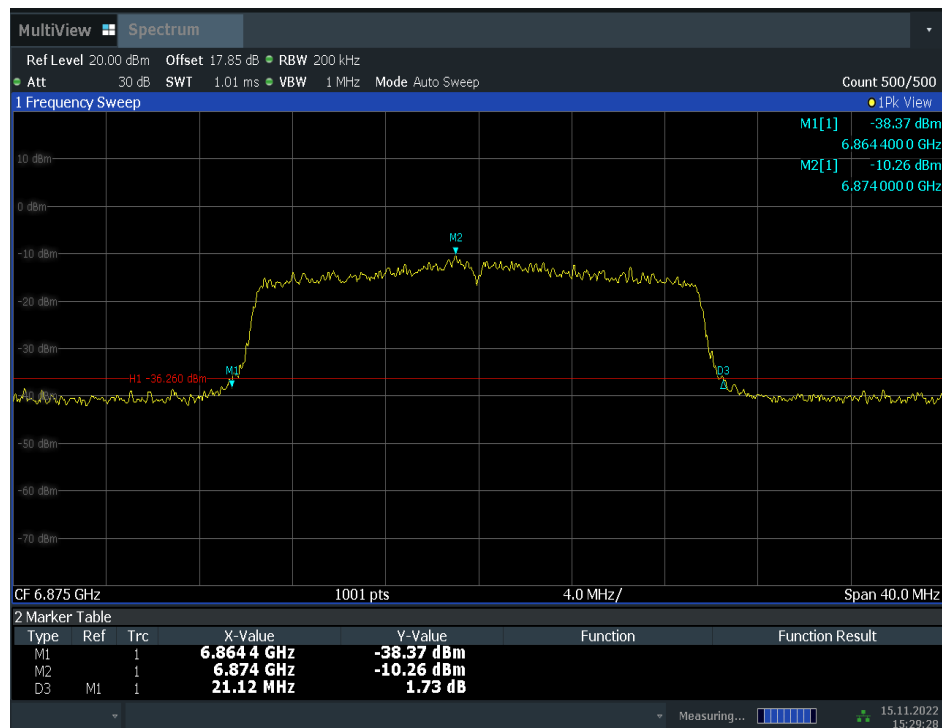 MultiView Spectrum
Ref Level 20.00 dBm Offset 17.85 dB RBW 200 kHz
Att 30 dB SWT 1.01 ms VBW 1 MHz Mode Auto Sweep Count 500/500
1 Frequency Sweep 1Pk View
M1[1] -38.37 dBm
6.864 400 0 GHz
10 dBm
M2[1] -10.26 dBm
6.874 000 0 GHz
0 dBm
M2
-10 dBm
-20 dBm
-30 dBm
M1 D3
H1 -36.260 dBm
-40 dBm
-50 dBm
-60 dBm
-70 dBm
CF 6.875 GHz 1001 pts 4.0 MHz/ Span 40.0 MHz
2 Marker Table
Type Ref Trc X-Value Y-Value Function Function Result
M1 1 6.864 4 GHz -38.37 dBm
M2 1 6.874 GHz -10.26 dBm
D3 M1 1 21.12 MHz 1.73 dB
Measuring... 15.11.2022
15:29:28